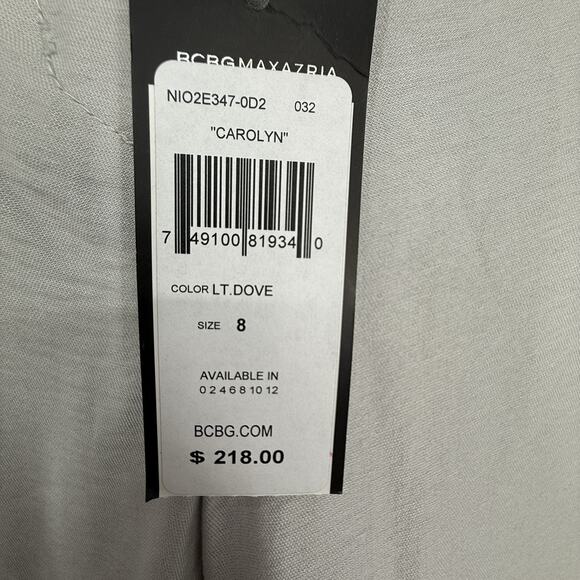 BCBGMAXAZRIA
NIO2E347-0D2 032
"CAROLYN"
7 49100 81934 0
COLOR LT.DOVE
SIZE 8
AVAILABLE IN
0 2 4 6 8 10 12
BCBG.COM
$ 218.00